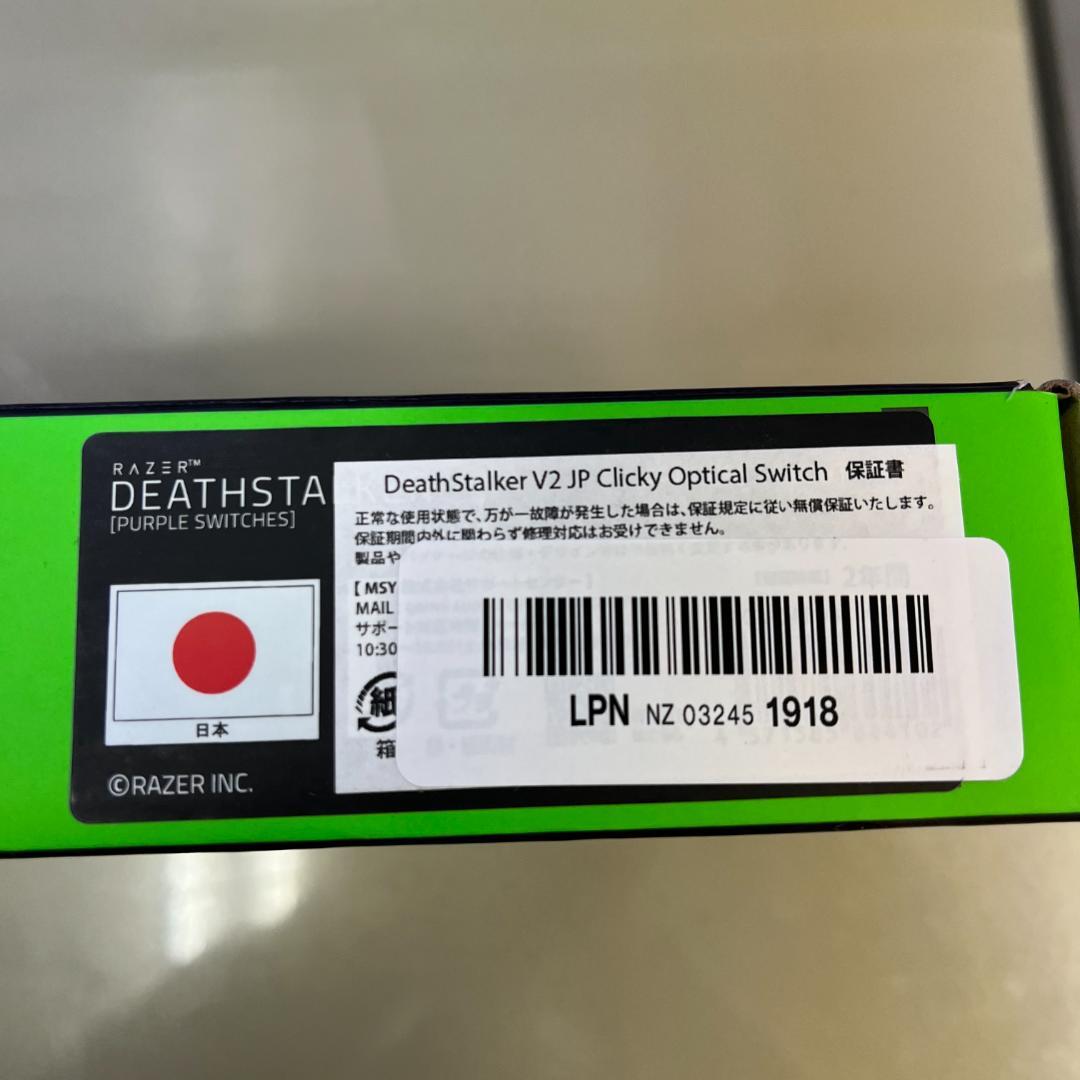 RAZER™
DEATHSTA
[PURPLE SWITCHES]
日本
©RAZER INC.
DeathStalker V2 JP Clicky Optical Switch 保証書
正常な使用状態で、万が一故障が発生した場合は、保証規定に従い無償保証いたします。
保証期間内外に関わらず修理対応はお受けできません。
製品や
[ MSY
MAIL
サポー
10:30
紙
箱
2年間
LPN NZ 03245 1918